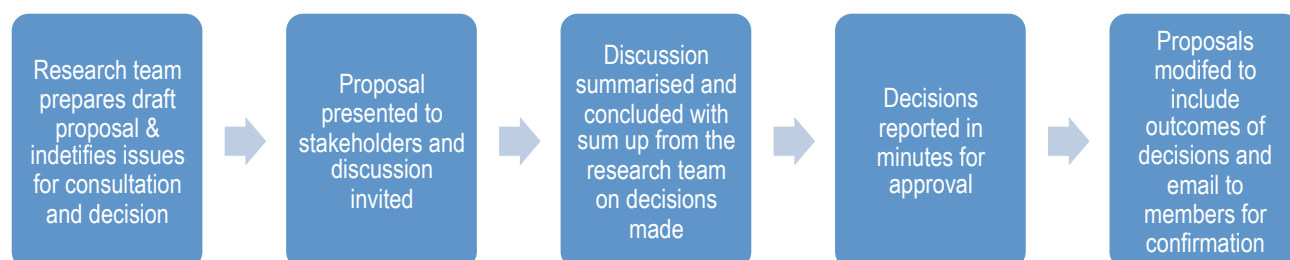 Research team
prepares draft
proposal &
indetifies issues
for consultation
and decision
Proposal
presented to
stakeholders and
discussion
invited
Discussion
summarised and
concluded with
sum up from the
research team
on decisions
made
Decisions
reported in
minutes for
approval
Proposals
modifed to
include
outcomes of
decisions and
email to
members for
confirmation